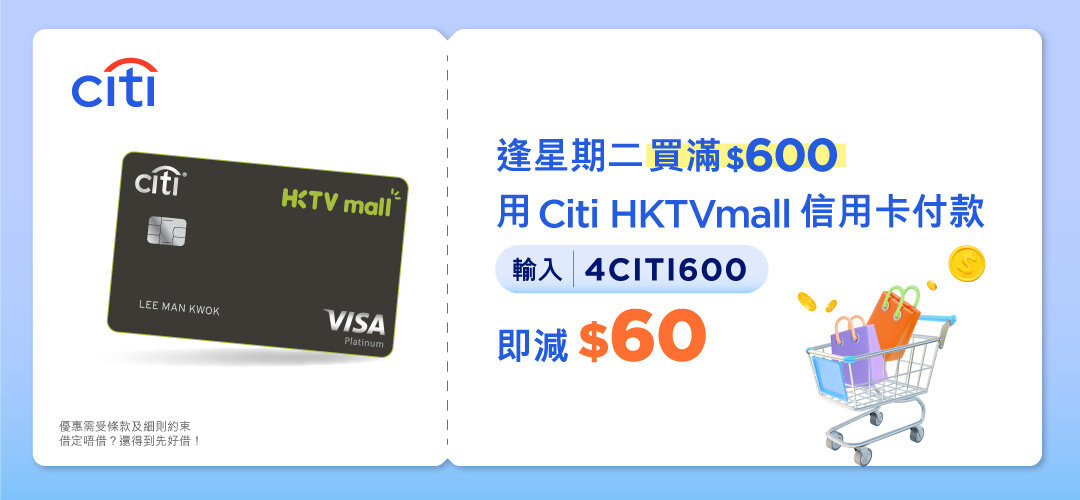 citi
citi®
HKTV mall
LEE MAN KWOK
VISA
Platinum
優惠需受條款及細則約束
借定唔借？還得到先好借！
逢星期二買滿$600
用 Citi HKTVmall 信用卡付款
輸入 4CITI600
即減 $60